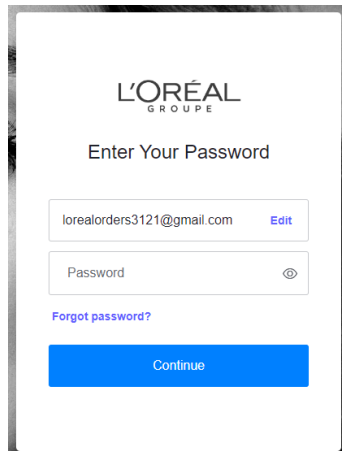 L'ORÉAL
GROUPE
Enter Your Password
lorealorders3121@gmail.com Edit
Password
Forgot password?
Continue